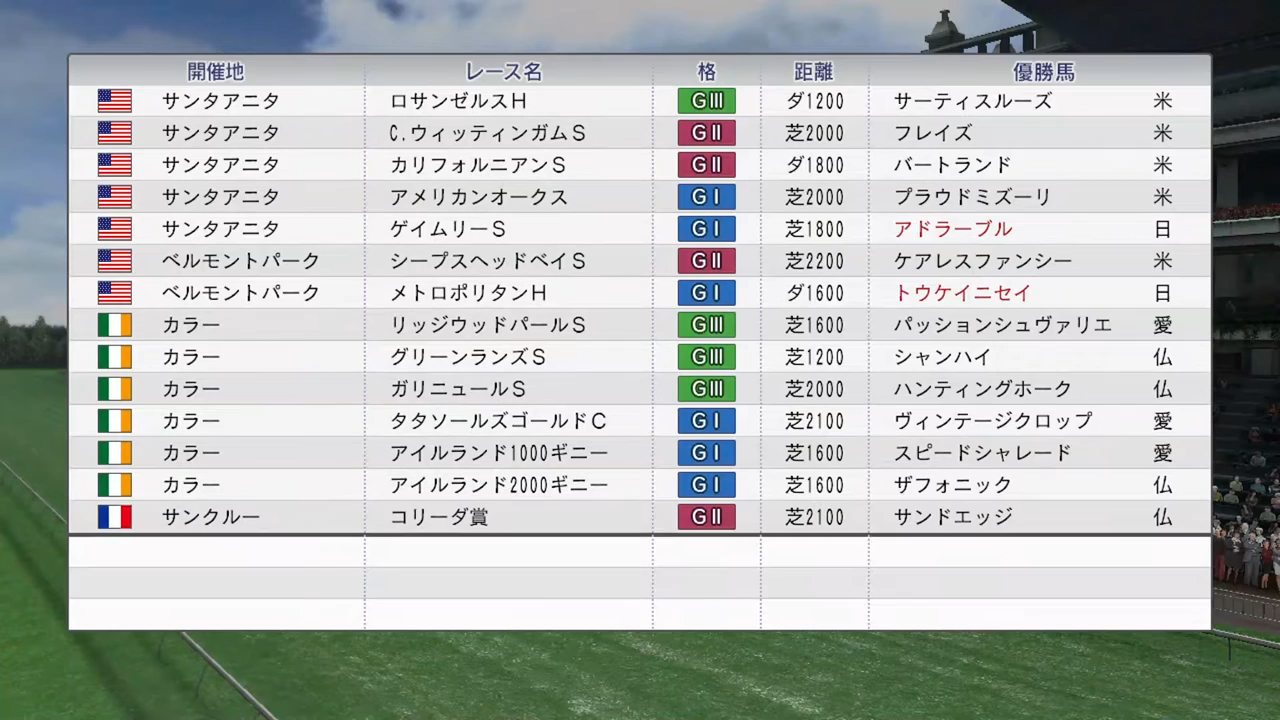 開催地 レース名 格 距離 優勝馬
サンタアニタ ロサンゼルスH GⅢ ダ1200 サーティスルーズ 米
サンタアニタ C.ウィッティンガムS GⅡ 芝2000 フレイズ 米
サンタアニタ カリフォルニアンS GⅡ ダ1800 バートランド 米
サンタアニタ アメリカンオークス GⅠ 芝2000 プラウドミズーリ 米
サンタアニタ ゲイムリーS GⅠ 芝1800 アドラーブル 日
ベルモントパーク シープスヘッドベイS GⅡ 芝2200 ケアレスファンシー 米
ベルモントパーク メトロポリタンH GⅠ ダ1600 トウケイニセイ 日
カラー リッジウッドパールS GⅢ 芝1600 パッションシュヴァリエ 愛
カラー グリーンランズS GⅢ 芝1200 シャンハイ 仏
カラー ガリニュールS GⅢ 芝2000 ハンティングホーク 仏
カラー タタソールズゴールドC GⅠ 芝2100 ヴィンテージクロップ 愛
カラー アイルランド1000ギニー GⅠ 芝1600 スピードシャレード 愛
カラー アイルランド2000ギニー GⅠ 芝1600 ザフォニック 仏
サンクルー コリーダ賞 GⅡ 芝2100 サンドエッジ 仏